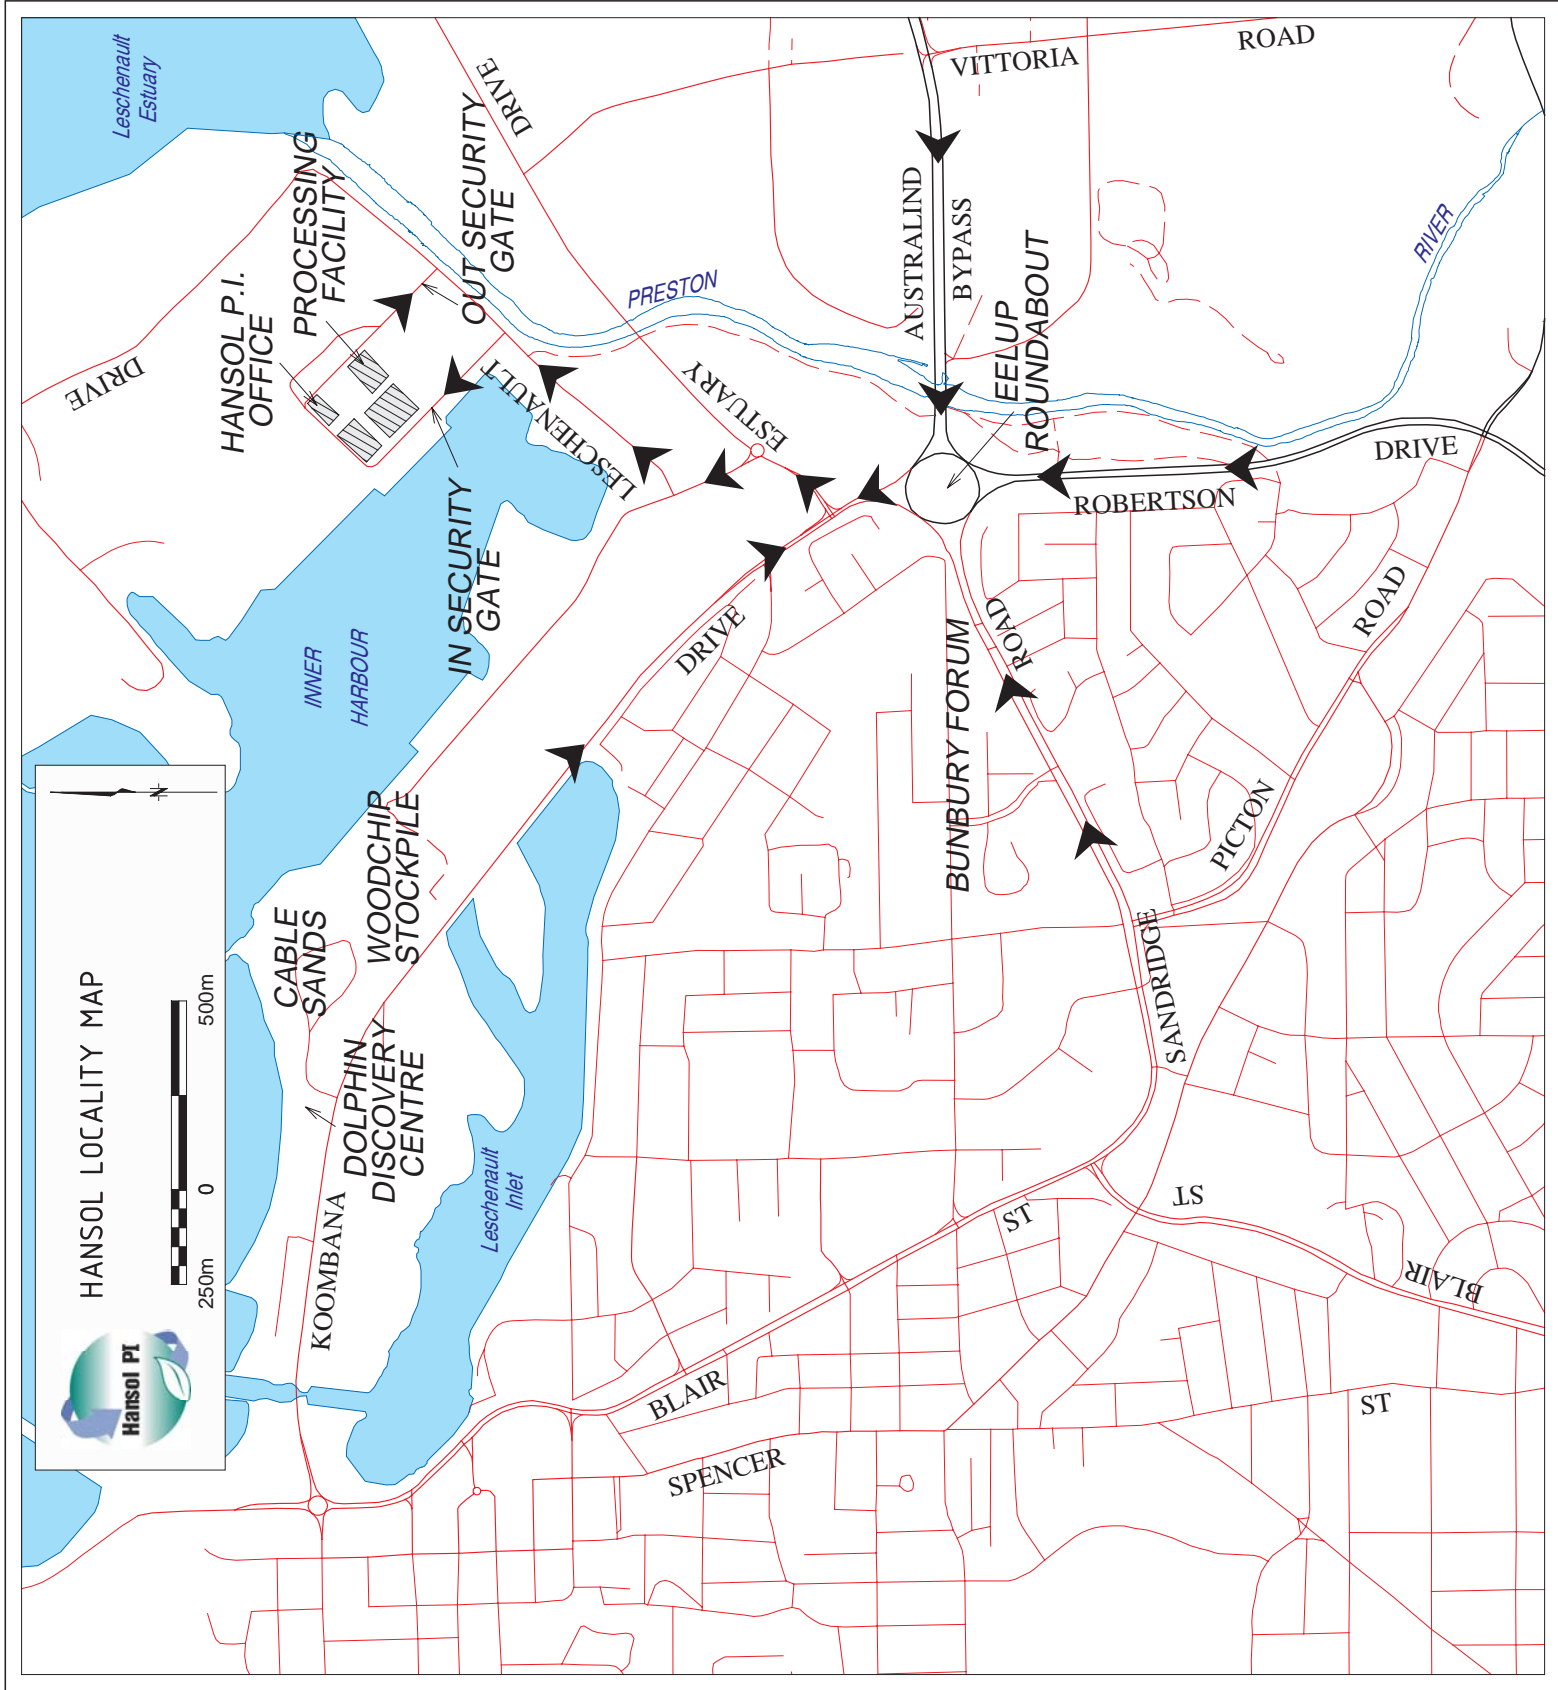 HANSOL LOCALITY MAP
250m 0 500m
N
Hansol PI
Leschenault
Estuary
DRIVE
PROCESSING
FACILITY
HANSOL P.I.
OFFICE
DRIVE
OUT SECURITY
GATE
IN SECURITY
GATE
LESCHENAULT
ESTUARY
PRESTON
RIVER
VITTORIA
ROAD
AUSTRALIND
BYPASS
EELUP
ROUNDABOUT
ROBERTSON
DRIVE
INNER
HARBOUR
WOODCHIP
STOCKPILE
CABLE
SANDS
DOLPHIN
DISCOVERY
CENTRE
KOOMBANA
DRIVE
Leschenault
Inlet
BUNBURY FORUM
SANDRIDGE
ROAD
PICTON
ROAD
BLAIR
ST
BLAIR
ST
SPENCER
ST